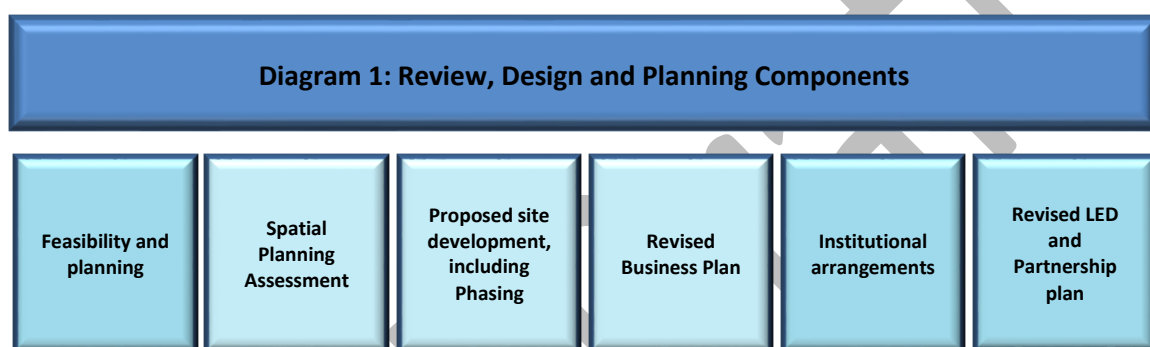 Diagram 1: Review, Design and Planning Components
Feasibility and
planning
Spatial
Planning
Assessment
Proposed site
development,
including
Phasing
Revised
Business Plan
Institutional
arrangements
Revised LED
and
Partnership
plan